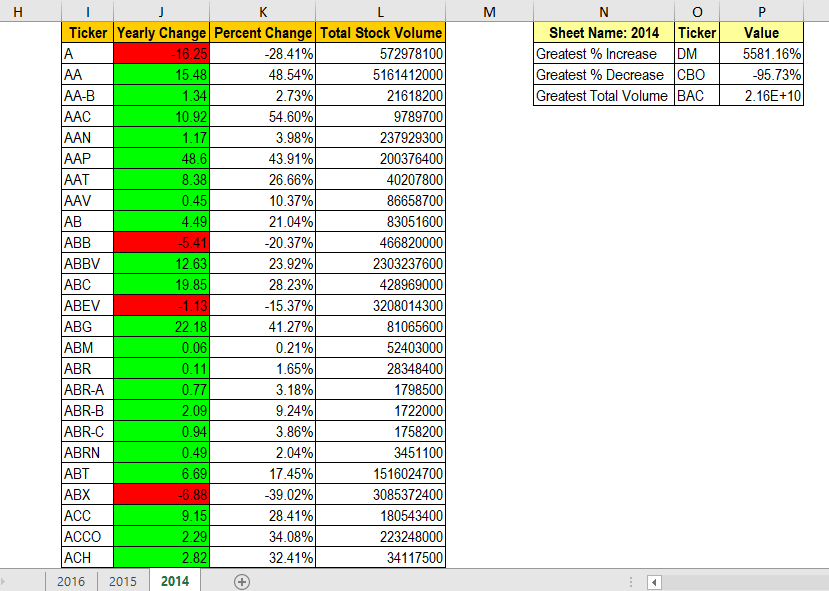 H I J K L M N O P
Ticker Yearly Change Percent Change Total Stock Volume Sheet Name: 2014 Ticker Value
A -16.25 -28.41% 572978100 Greatest % Increase DM 5581.16%
AA 15.48 48.54% 5161412000 Greatest % Decrease CBO -95.73%
AA-B 1.34 2.73% 21618200 Greatest Total Volume BAC 2.16E+10
AAC 10.92 54.60% 9789700
AAN 1.17 3.98% 237929300
AAP 48.6 43.91% 200376400
AAT 8.38 26.66% 40207800
AAV 0.45 10.37% 86658700
AB 4.49 21.04% 83051600
ABB -5.41 -20.37% 466820000
ABBV 12.63 23.92% 2303237600
ABC 19.85 28.23% 428969000
ABEV -1.13 -15.37% 3208014300
ABG 22.18 41.27% 81065600
ABM 0.06 0.21% 52403000
ABR 0.11 1.65% 28348400
ABR-A 0.77 3.18% 1798500
ABR-B 2.09 9.24% 1722000
ABR-C 0.94 3.86% 1758200
ABRN 0.49 2.04% 3451100
ABT 6.69 17.45% 1516024700
ABX -6.88 -39.02% 3085372400
ACC 9.15 28.41% 180543400
ACCO 2.29 34.08% 223248000
ACH 2.82 32.41% 34117500
2016 2015 2014